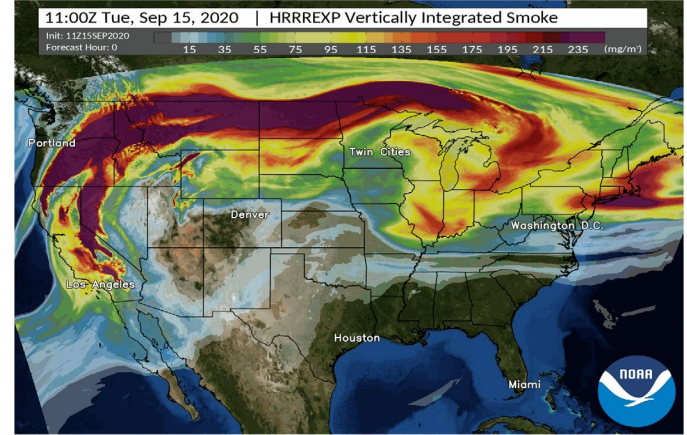 11:00Z Tue, Sep 15, 2020 | HRRREXP Vertically Integrated Smoke
Init: 11Z15SEP2020
Forecast Hour: 0
15 35 55 75 95 115 135 155 175 195 215 235 (mg/m²)
Portland
Twin Cities
Denver
Washington D.C.
Los Angeles
Houston
Miami
NOAA